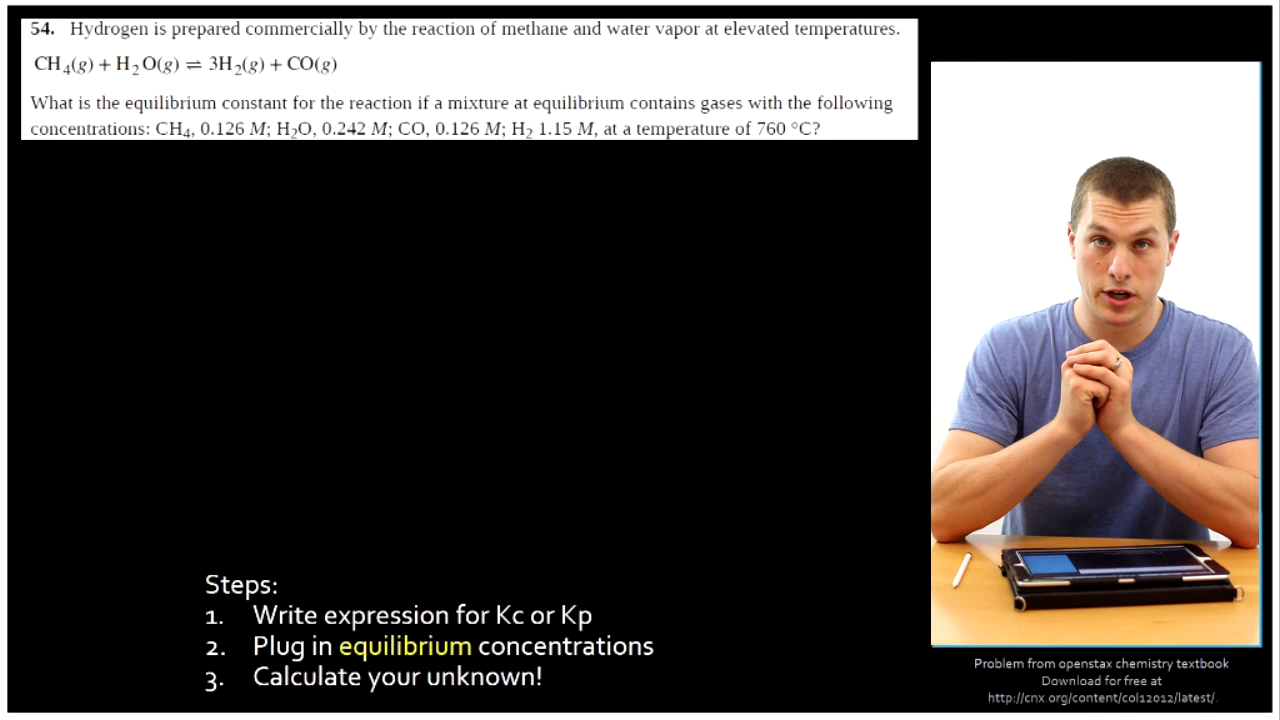 54. Hydrogen is prepared commercially by the reaction of methane and water vapor at elevated temperatures.
CH₄(g) + H₂O(g) ⇌ 3H₂(g) + CO(g)
What is the equilibrium constant for the reaction if a mixture at equilibrium contains gases with the following
concentrations: CH₄, 0.126 M; H₂O, 0.242 M; CO, 0.126 M; H₂ 1.15 M, at a temperature of 760 °C?
Steps:
1. Write expression for Kc or Kp
2. Plug in equilibrium concentrations
3. Calculate your unknown!
Problem from openstax chemistry textbook
Download for free at
http://cnx.org/content/col12012/latest/.